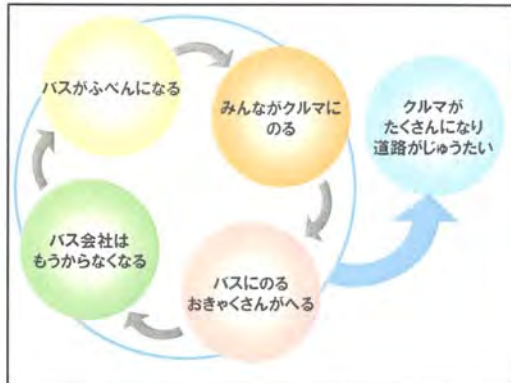 バスがふべんになる
みんながクルマに
のる
クルマが
たくさんになり
道路がじゅうたい
バス会社は
もうからなくなる
バスにのる
おきゃくさんがへる